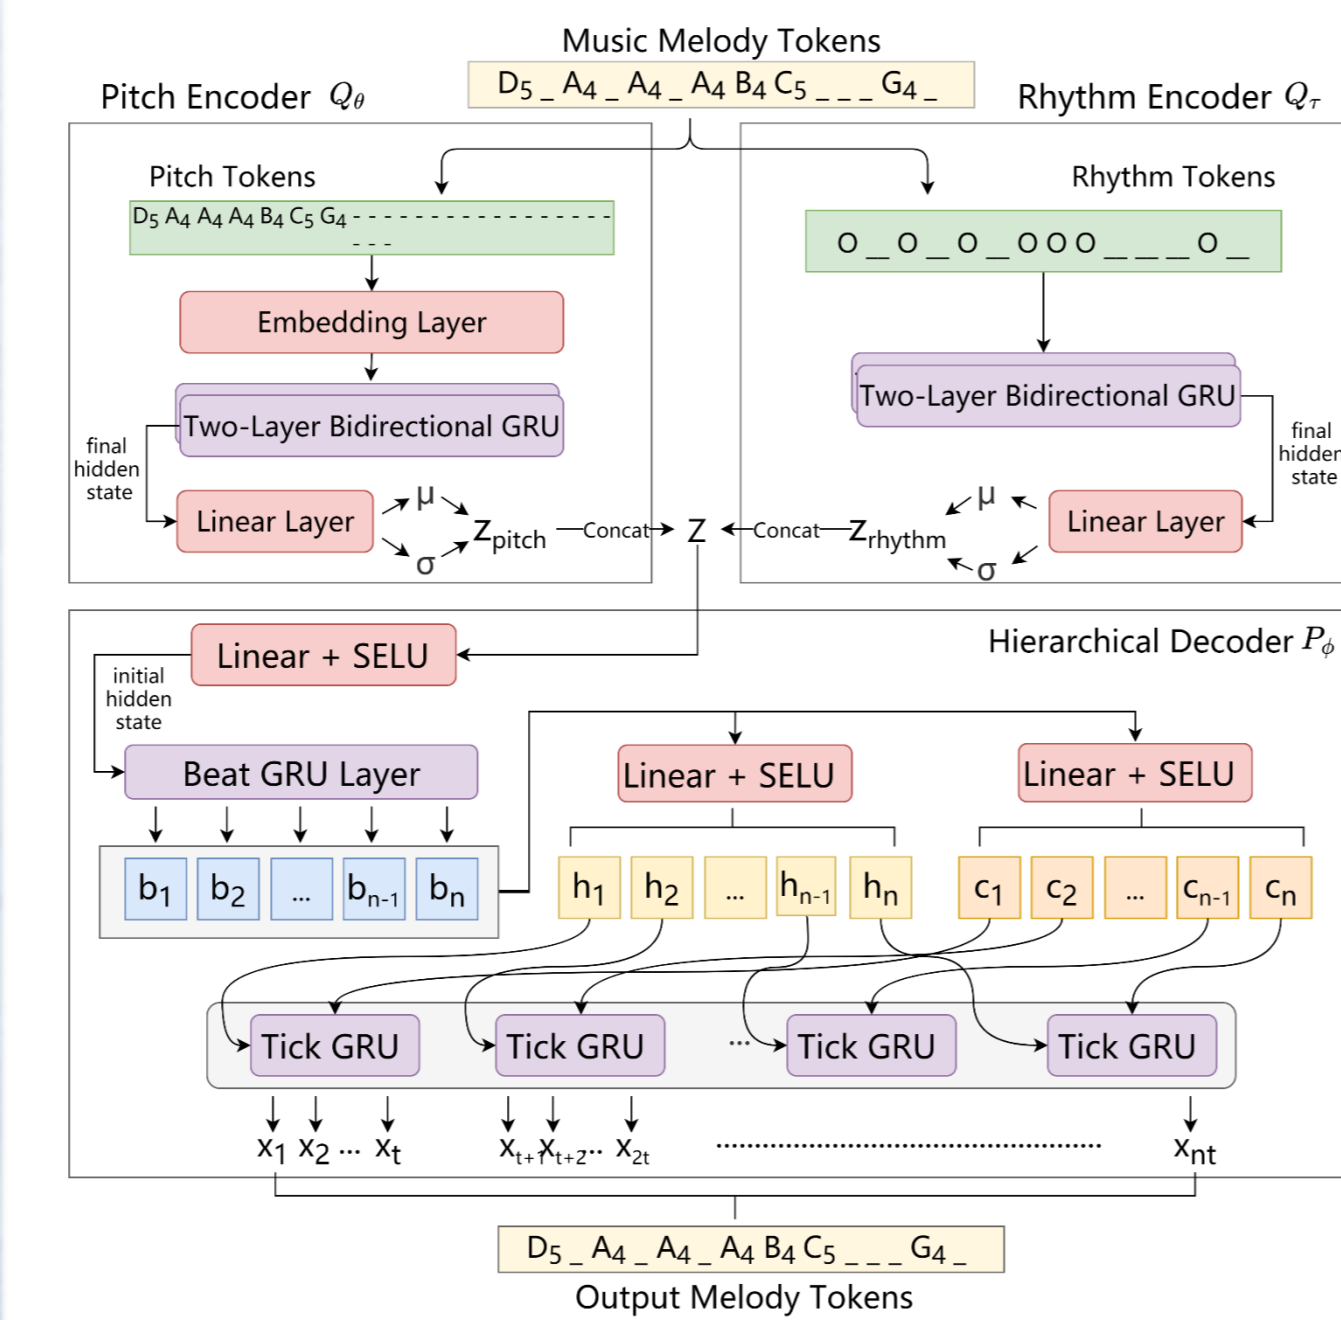 Music Melody Tokens
D5 _ A4 _ A4 _ A4 B4 C5 _ _ _ G4 _
Pitch Encoder Qθ
Rhythm Encoder Qτ
Pitch Tokens
D5 A4 A4 A4 B4 C5 G4 - - - - - - - - - - - - - - - - -
- - -
Rhythm Tokens
O _ O _ O _ O O O _ _ _ O _
Embedding Layer
Two-Layer Bidirectional GRU
Two-Layer Bidirectional GRU
final
hidden
state
final
hidden
state
Linear Layer
μ
σ
zpitch
Concat
z
Concat
zrhythm
μ
σ
Linear Layer
Hierarchical Decoder Pϕ
Linear + SELU
initial
hidden
state
Beat GRU Layer
Linear + SELU
Linear + SELU
b1 b2 ... bn-1 bn
h1 h2 ... hn-1 hn
c1 c2 ... cn-1 cn
Tick GRU Tick GRU ... Tick GRU Tick GRU
x1 x2 ... xt xt+1 xt+2 ... x2t ........ xnt
D5 _ A4 _ A4 _ A4 B4 C5 _ _ _ G4 _
Output Melody Tokens